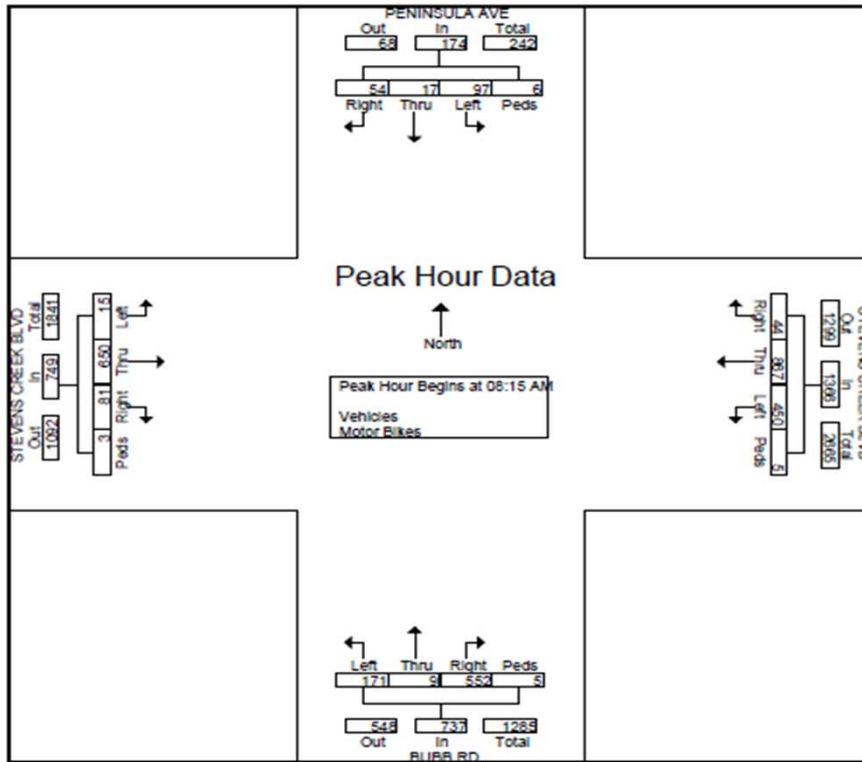 PENINSULA AVE
Out In Total
68 174 242
54 17 97 6
Right Thru Left Peds
Peak Hour Data
North
Peak Hour Begins at 08:15 AM
Vehicles
Motor Bikes
STEVENS CREEK BLVD
Out In Total
1092 749 1841
3 81 650 15
Peds Right Thru Left
Right Thru Left Peds
44 867 450 5
1299 1366 2665
Out In Total
Left Thru Right Peds
171 9 552 5
548 737 1285
Out In Total
BUBB RD